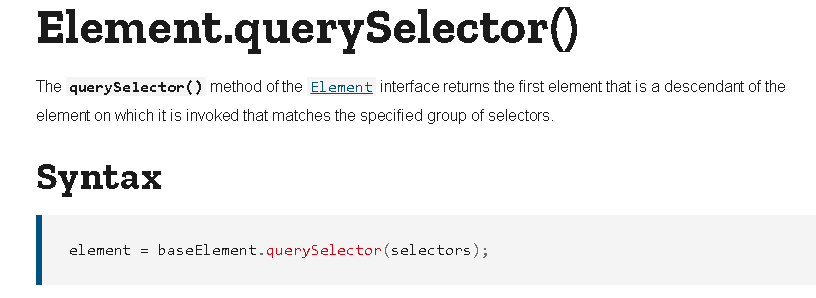 Element.querySelector()
The querySelector() method of the Element interface returns the first element that is a descendant of the
element on which it is invoked that matches the specified group of selectors.
Syntax
element = baseElement.querySelector(selectors);